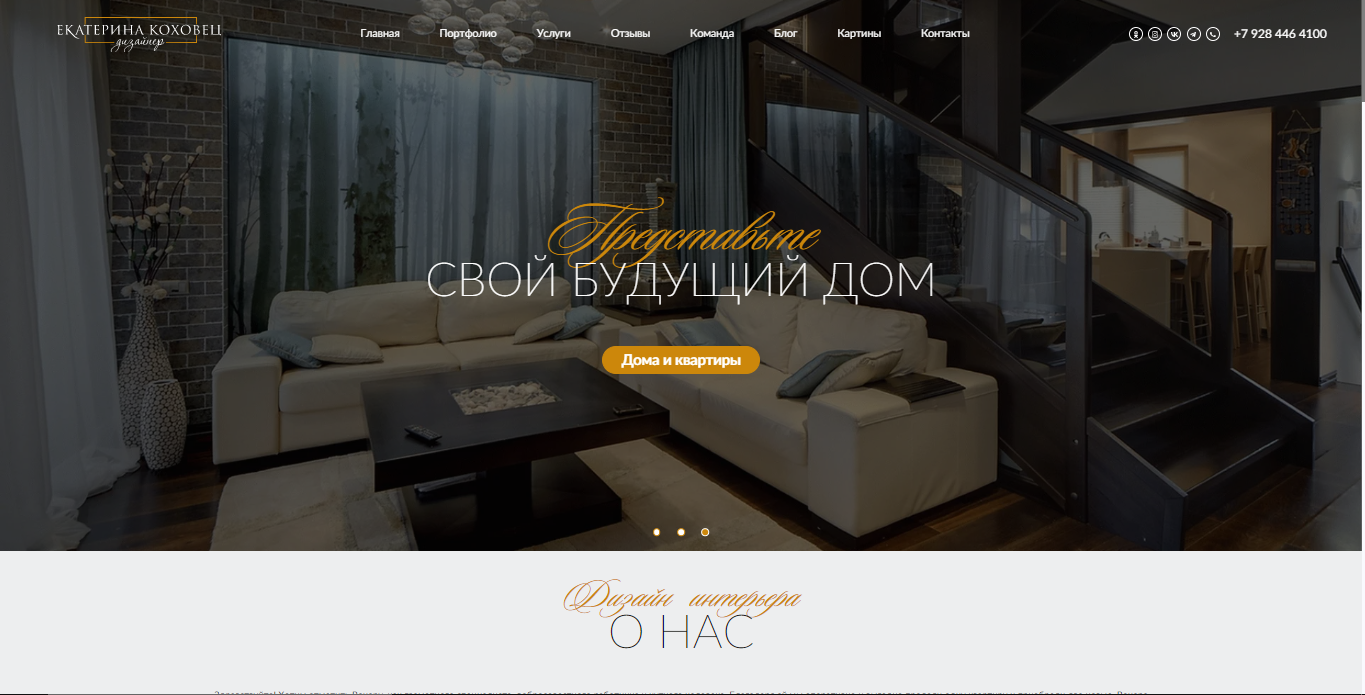 ЕКАТЕРИНА КОХОВЕЦ
дизайнер
Главная Портфолио Услуги Отзывы Команда Блог Картины Контакты
+7 928 446 4100
Представьте
СВОЙ БУДУЩИЙ ДОМ
Дома и квартиры
Дизайн интерьера
О НАС